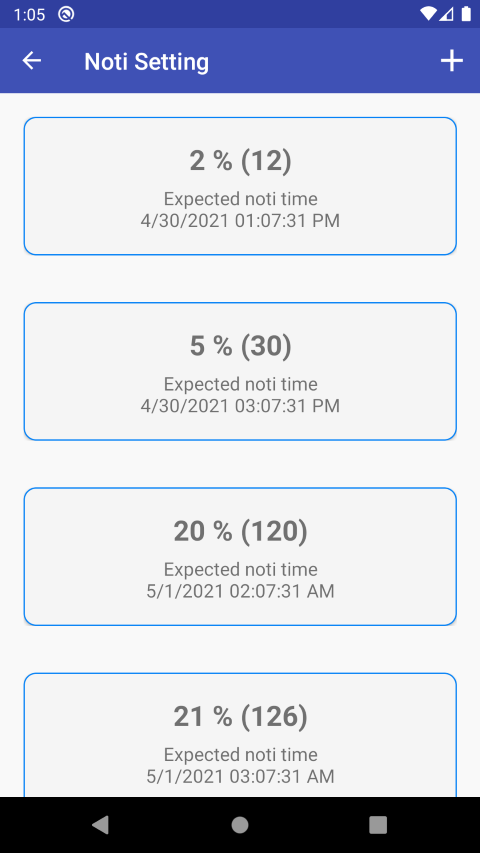 1:05
Noti Setting
2 % (12)
Expected noti time
4/30/2021 01:07:31 PM
5 % (30)
Expected noti time
4/30/2021 03:07:31 PM
20 % (120)
Expected noti time
5/1/2021 02:07:31 AM
21 % (126)
Expected noti time
5/1/2021 03:07:31 AM